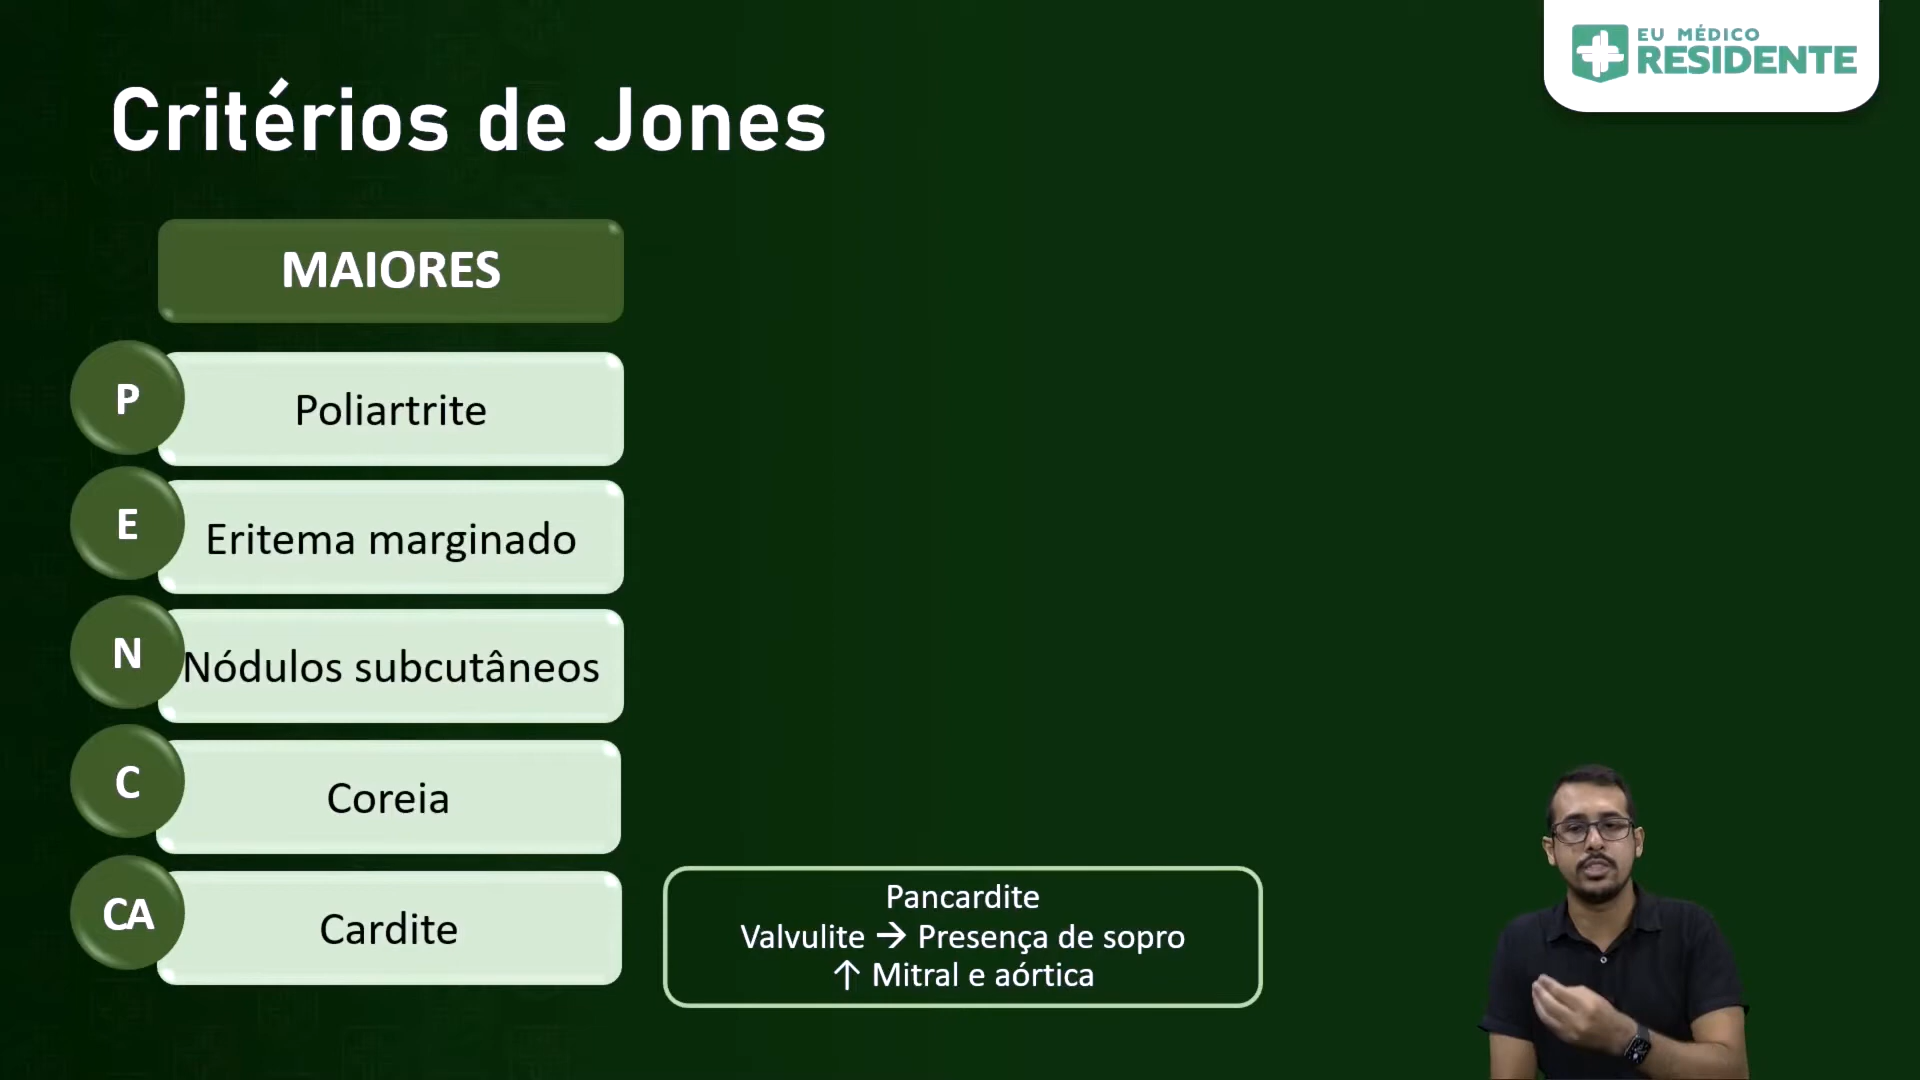 EU MÉDICO
RESIDENTE
Critérios de Jones
MAIORES
P
Poliartrite
E
Eritema marginado
N
Nódulos subcutâneos
C
Coreia
CA
Cardite
Pancardite
Valvulite → Presença de sopro
↑ Mitral e aórtica